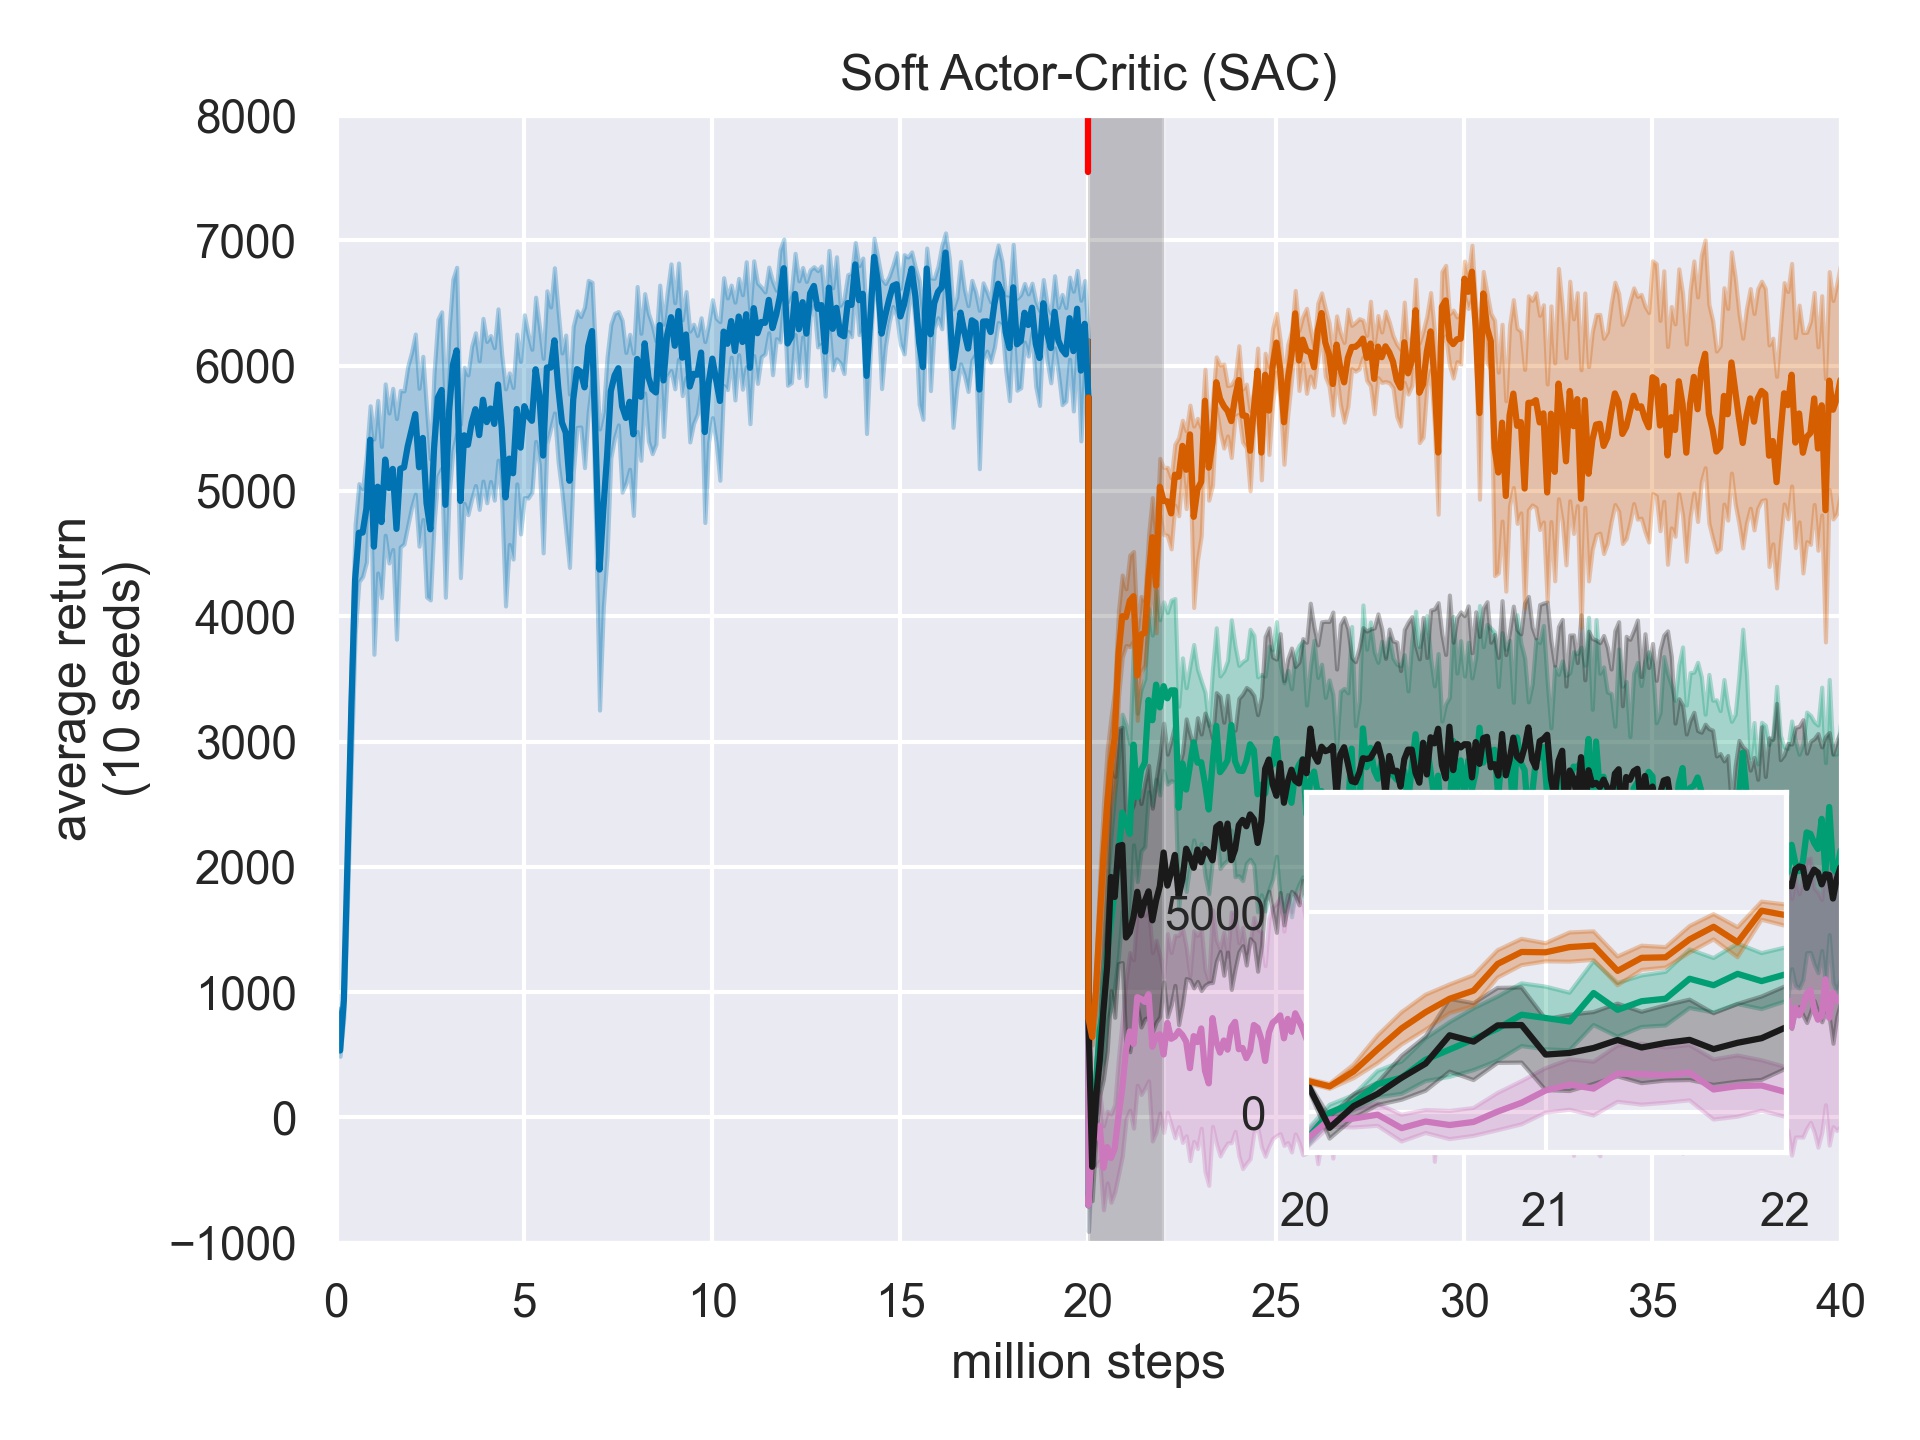 Soft Actor-Critic (SAC)
8000
7000
6000
5000
4000
3000
2000
1000
0
−1000
average return
(10 seeds)
5000
0
20 21 22
0 5 10 15 20 25 30 35 40
million steps